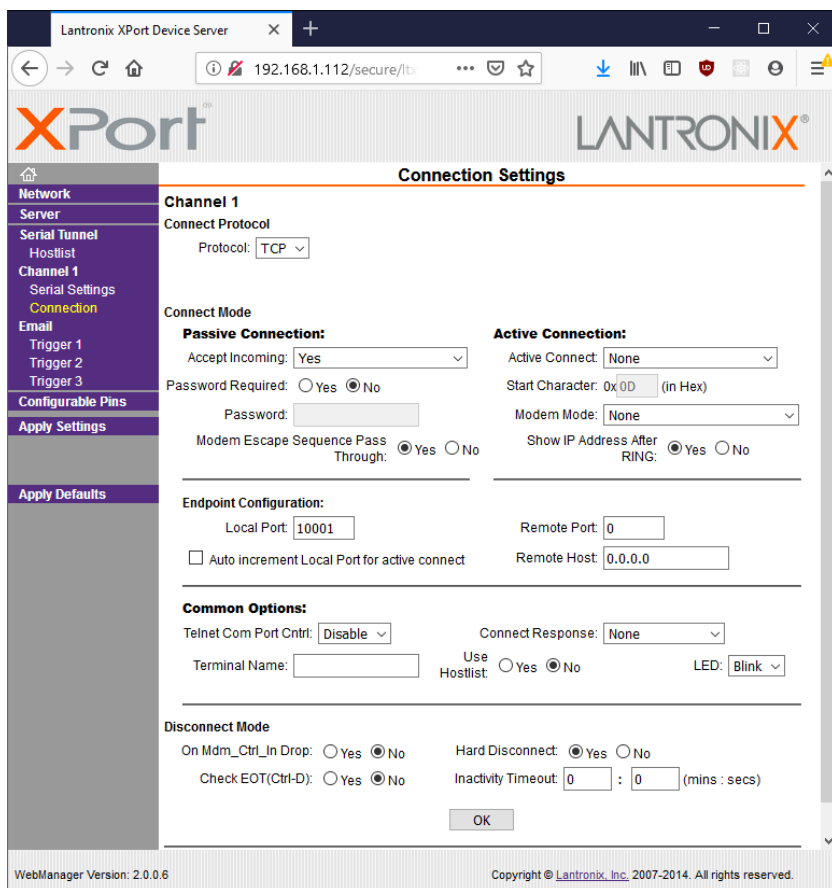 Lantronix XPort Device Server
192.168.1.112/secure/ltx
XPort®
LANTRONIX®
Network
Server
Serial Tunnel
Hostlist
Channel 1
Serial Settings
Connection
Email
Trigger 1
Trigger 2
Trigger 3
Configurable Pins
Apply Settings
Apply Defaults
Connection Settings
Channel 1
Connect Protocol
Protocol: TCP
Connect Mode
Passive Connection:
Accept Incoming: Yes
Password Required: Yes No
Password:
Modem Escape Sequence Pass
Through: Yes No
Active Connection:
Active Connect: None
Start Character: 0x 0D (in Hex)
Modem Mode: None
Show IP Address After
RING: Yes No
Endpoint Configuration:
Local Port: 10001 Remote Port: 0
Auto increment Local Port for active connect Remote Host: 0.0.0.0
Common Options:
Telnet Com Port Cntrl: Disable Connect Response: None
Terminal Name: Use
Hostlist: Yes No LED: Blink
Disconnect Mode
On Mdm_Ctrl_In Drop: Yes No Hard Disconnect: Yes No
Check EOT(Ctrl-D): Yes No Inactivity Timeout: 0 : 0 (mins : secs)
OK
WebManager Version: 2.0.0.6 Copyright © Lantronix, Inc. 2007-2014. All rights reserved.